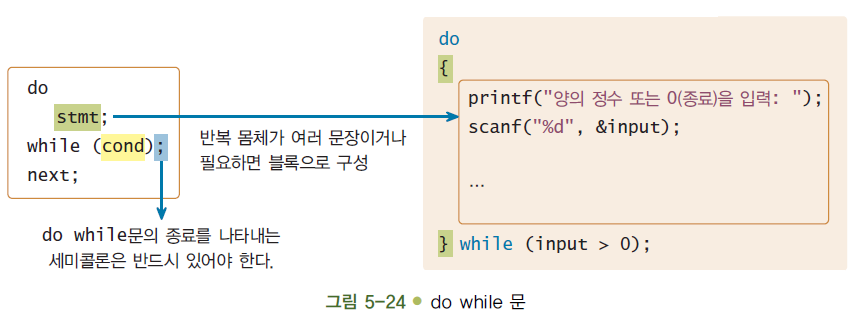 do
stmt;
while (cond);
next;
반복 몸체가 여러 문장이거나
필요하면 블록으로 구성
do while문의 종료를 나타내는
세미콜론은 반드시 있어야 한다.
do
{
printf("양의 정수 또는 0(종료)을 입력: ");
scanf("%d", &input);
...
} while (input > 0);
그림 5-24 ● do while 문